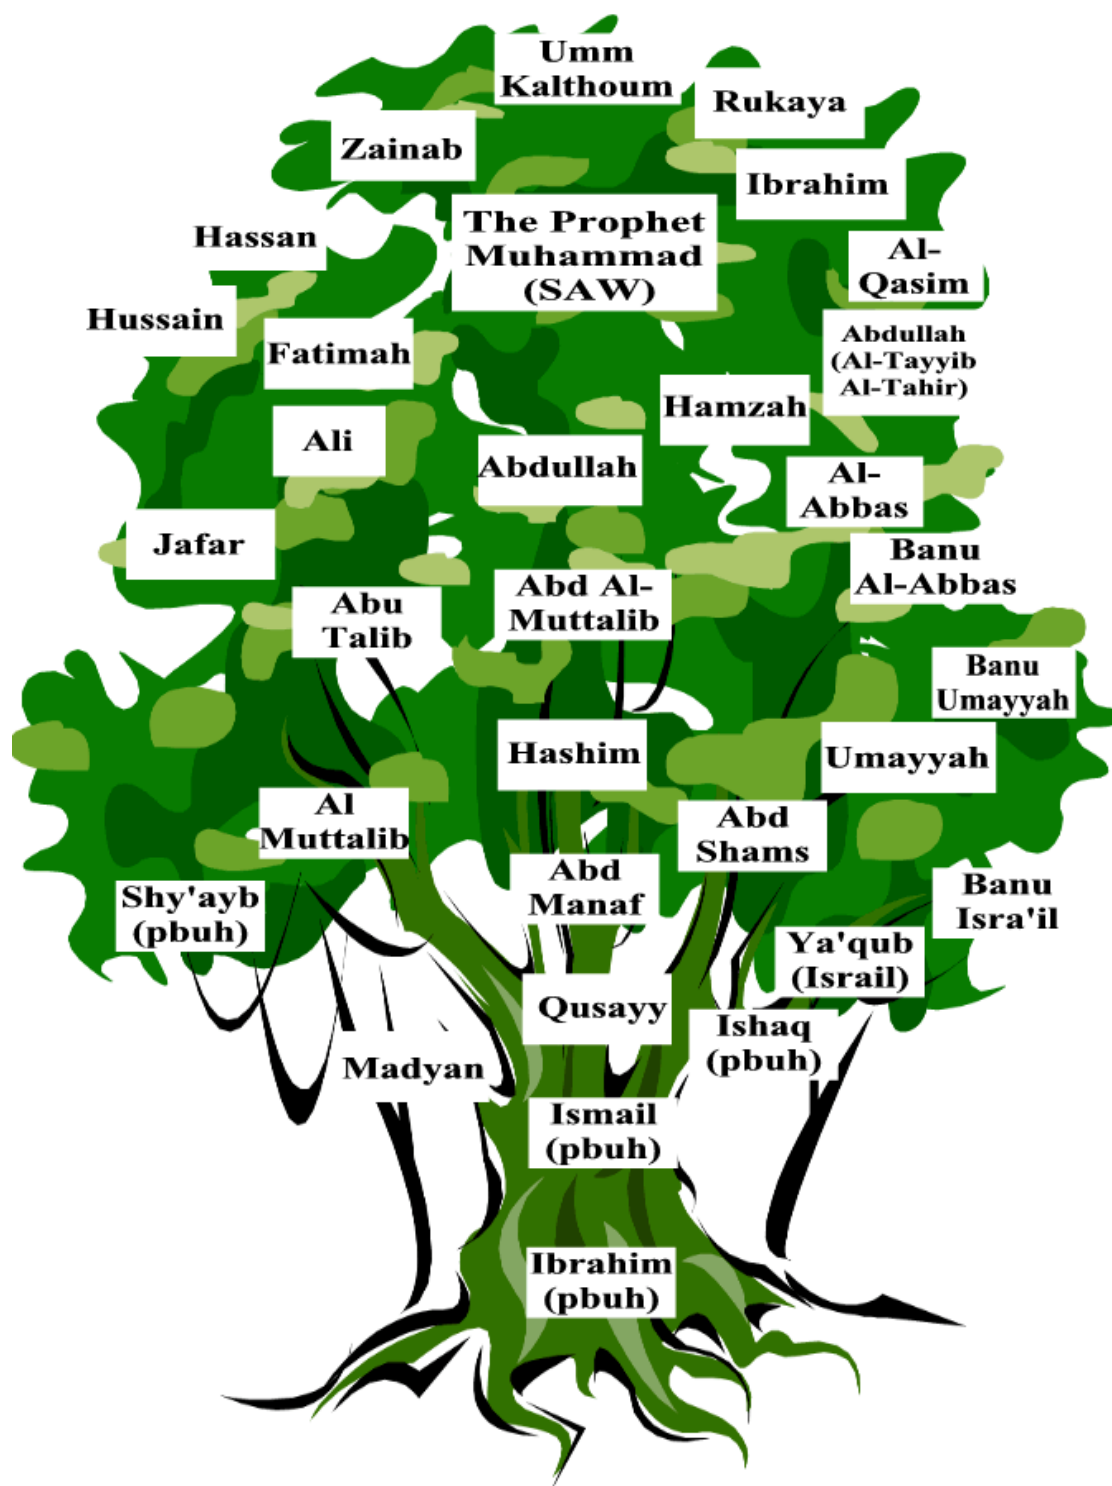 Umm
Kalthoum
Rukaya
Zainab
Ibrahim
The Prophet
Muhammad
(SAW)
Hassan
Al-
Qasim
Hussain
Fatimah
Abdullah
(Al-Tayyib
Al-Tahir)
Hamzah
Ali
Abdullah
Al-
Abbas
Jafar
Banu
Al-Abbas
Abd Al-
Muttalib
Abu
Talib
Banu
Umayyah
Hashim
Umayyah
Al
Muttalib
Abd
Shams
Abd
Manaf
Shy'ayb
(pbuh)
Banu
Isra'il
Ya'qub
(Israil)
Qusayy
Ishaq
(pbuh)
Madyan
Ismail
(pbuh)
Ibrahim
(pbuh)